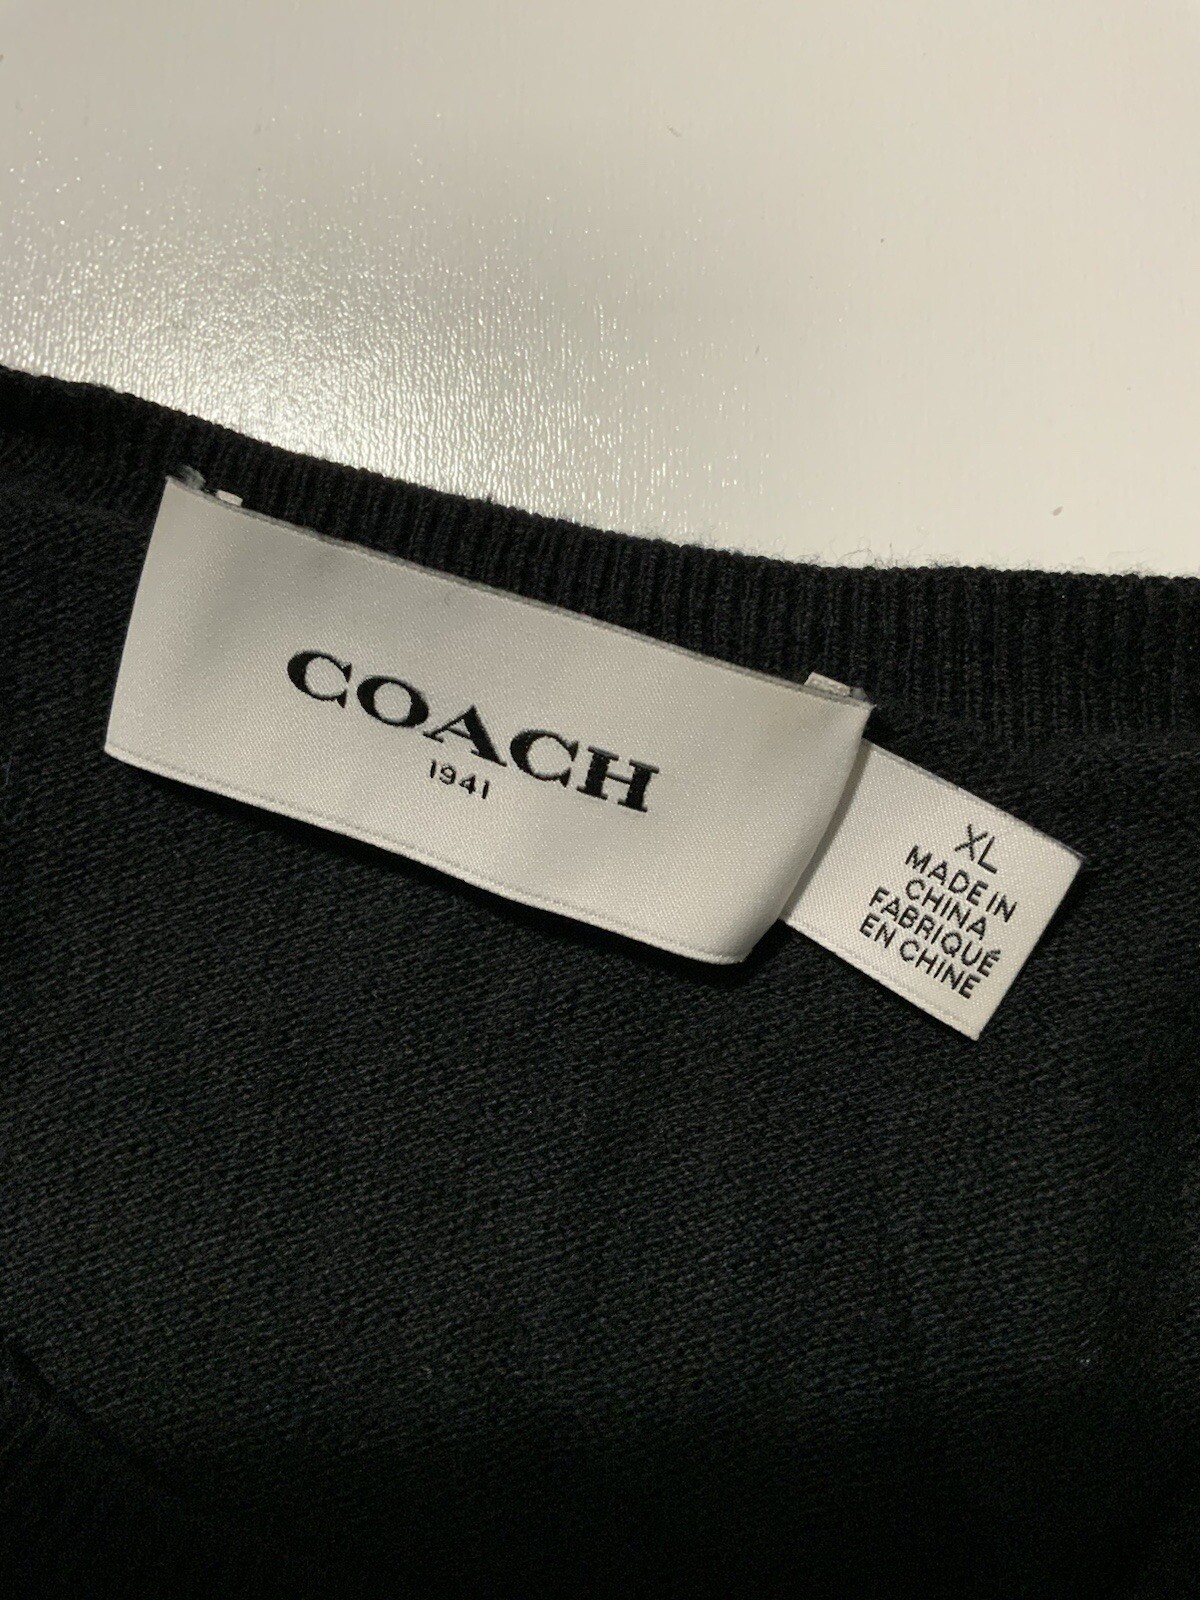 COACH
1941
XL
MADE IN
CHINA
FABRIQUÉ
EN CHINE